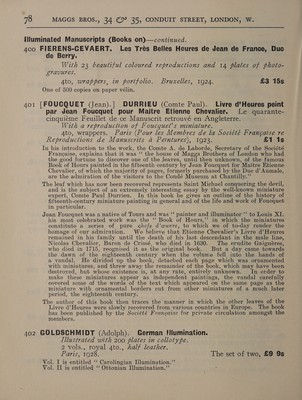 78 MAGGS BROS., 34 & 35, CONDUIT STREET, LONDON, W.
Illuminated Manuscripts (Books on)—continued.
400 FIERENS-GEVAERT. Les Très Belles Heures de Jean de France, Duc
de Berry.
With 23 beautiful coloured reproductions and 14 plates of photo-
gravures.
4to, wrappers, in portfolio. Bruxelles, 1924. £3 15s
One of 500 copies on paper vélin.
401 [FOUCQUET (Jean).] DURRIEU (Comte Paul). Livre d'Heures peint
par Jean Foucquet pour Maitre Etienne Chevalier. Le quarante-
cinquième Feuillet de ce Manuscrit retrouvé en Angleterre.
With a reproduction of Foucquet's miniature.
4to, wrappers. Paris (Pour les Membres de la Société Française re
Reproductions de Manuscrits à Peintures), 1923. £1 1s
In his introduction to the work, the Comte A. de Laborde, Secretary of the Société
Française, explains that it was " the house of Maggs Brothers of London who had
the good fortune to discover one of the leaves, until then unknown, of the famous
Book of Hours painted in the fifteenth century by Jean Foucquet for Maitre Etienne
Chevalier, of which the majority of pages, formerly purchased by the Duc d'Aumale,
are the admiration of the visitors to the Condé Museum at Chantilly."
The leaf which has now been recovered represents Saint Michael conquering the devil,
and is the subject of an extremely interesting essay by the well-known miniature
expert, Comte Paul Durrieu. In this book he gives an outline of the history of
fifteenth-century miniature painting in general and of the life and work of Foucquet
in particular.
Jean Foucquet was a native of Tours and was " painter and illuminator " to Louis XI.
his most celebrated work was the " Book of Hours," in which the miniatures
constitute a series of pure chefs d'œuvre, to which we of to-day render the
homage of our admiration. We believe that Etienne Chevalier's Livre d'Heures
remained in his family until the death of his last descendant in the male line,
Nicolas Chevalier, Baron de Crissé, who died in 1630. The erudite Gaignières,
who died in 1715, recognised it as the original book. But a day came towards
the dawn of the eighteenth century when the volume fell into the hands of
a vandal. He divided up the book, detached each page which was ornamented
with miniatures, and threw away the remainder of the book, which may have been
destroyed, but whose existence is, at any rate, entirely unknown. In order to
make these miniatures appear as independent paintings, the vandal carefully
covered some of the words of the text which appeared on the same page as the
miniature with ornamental borders cut from other miniatures of a much later
period, the eighteenth century.
The author of this book then traces the manner in which the other leaves of the
Livre d'Heures were slowly recovered from various countries in Europe. The book
has been published by the Société Française for private circulation amongst the
members.
402 GOLDSCHMIDT (Adolph). German Illumination.
Illustrated with 200 plates in collotype.
2 vols., royal 4to, half leather.
Paris, 1928. The set of two, £9 9s
Vol. I is entitled " Carolingian Illumination."
Vol. II is entitled " Ottonian Illumination."